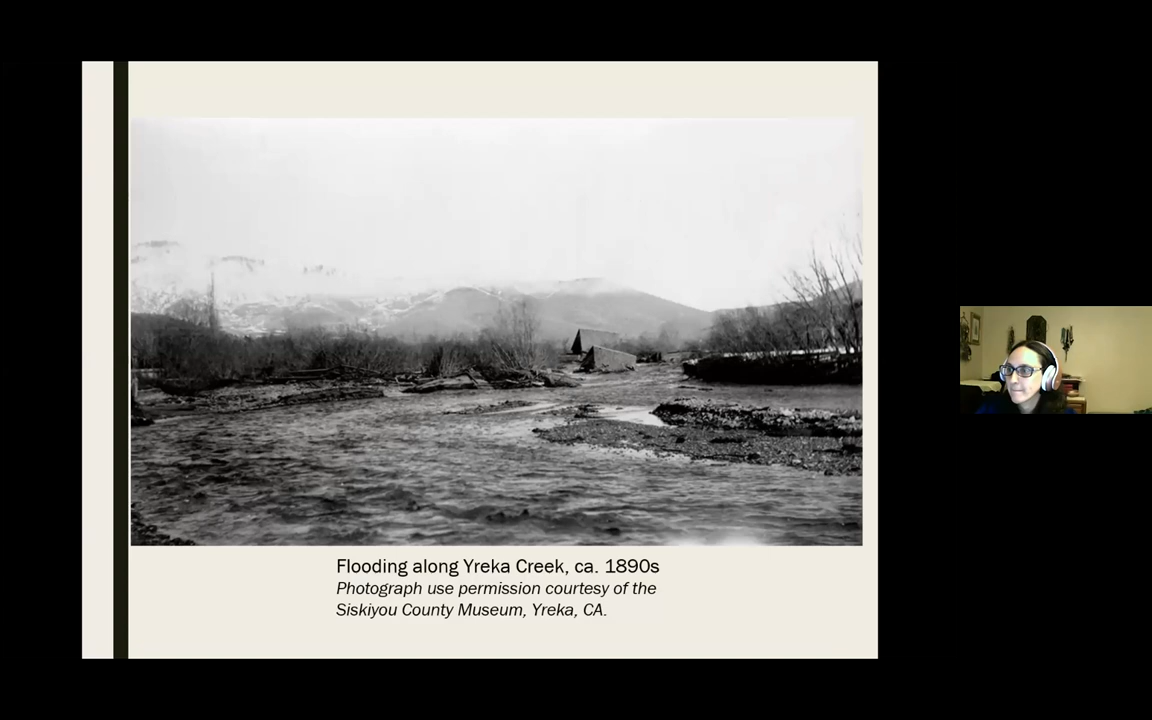 Flooding along Yreka Creek, ca. 1890s
Photograph use permission courtesy of the
Siskiyou County Museum, Yreka, CA.